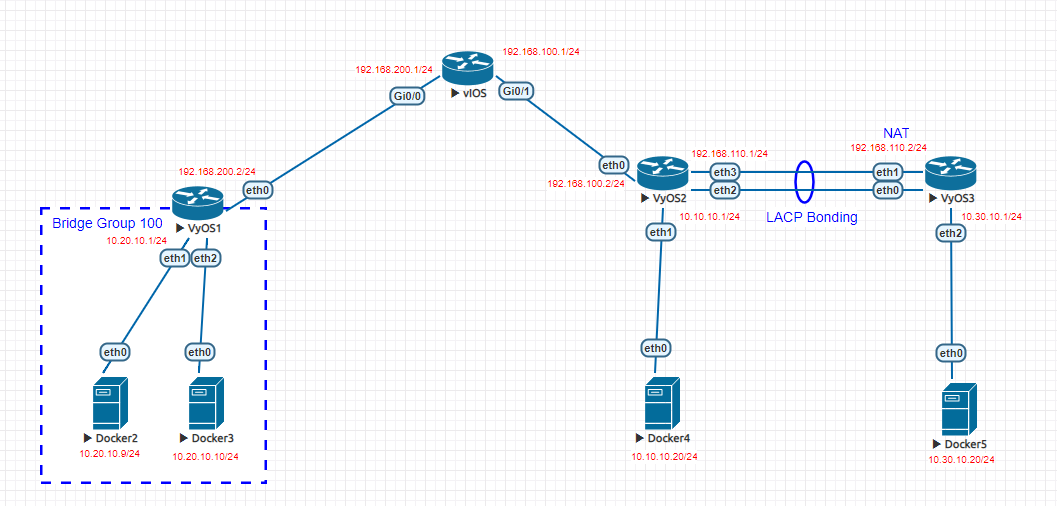 192.168.100.1/24
192.168.200.1/24
vIOS
Gi0/0
Gi0/1
NAT
192.168.110.1/24
192.168.110.2/24
192.168.200.2/24
eth0
eth0
192.168.100.2/24
eth3
eth2
eth1
eth0
VyOS2
VyOS3
LACP Bonding
10.10.10.1/24
10.30.10.1/24
Bridge Group 100
VyOS1
10.20.10.1/24
eth1
eth2
eth1
eth2
eth0
eth0
eth0
eth0
Docker2
Docker3
Docker4
Docker5
10.20.10.9/24
10.20.10.10/24
10.10.10.20/24
10.30.10.20/24